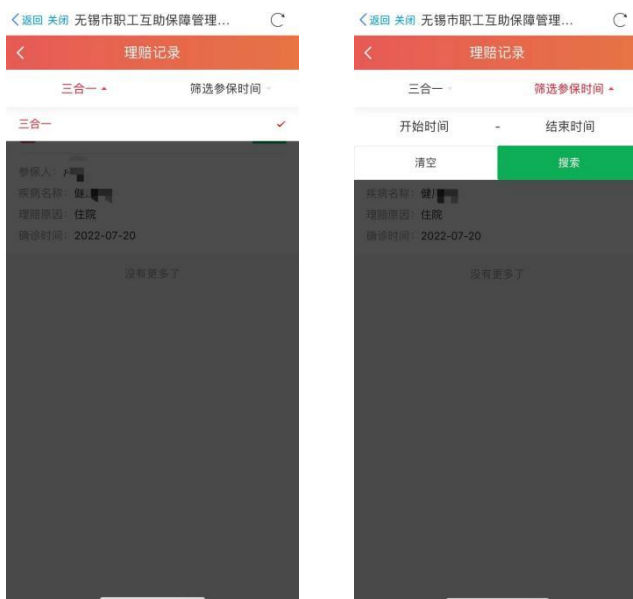 返回 关闭 无锡市职工互助保障管理...
理赔记录
三合一 筛选参保时间
三合一
参保人：
疾病名称：健
理赔原因：住院
确诊时间：2022-07-20
没有更多了
返回 关闭 无锡市职工互助保障管理...
理赔记录
三合一 筛选参保时间
开始时间 - 结束时间
清空 搜索
疾病名称：健
理赔原因：住院
确诊时间：2022-07-20
没有更多了